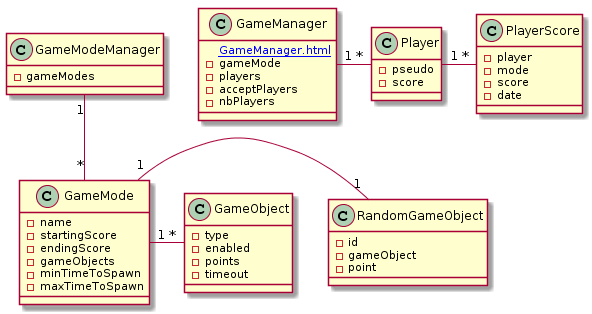 C GameModeManager
gameModes
C GameManager
GameManager.html
gameMode
players
acceptPlayers
nbPlayers
1 *
C Player
pseudo
score
1 *
C PlayerScore
player
mode
score
date
1
*
1
1
C GameMode
name
startingScore
endingScore
gameObjects
minTimeToSpawn
maxTimeToSpawn
1 *
C GameObject
type
enabled
points
timeout
C RandomGameObject
id
gameObject
point